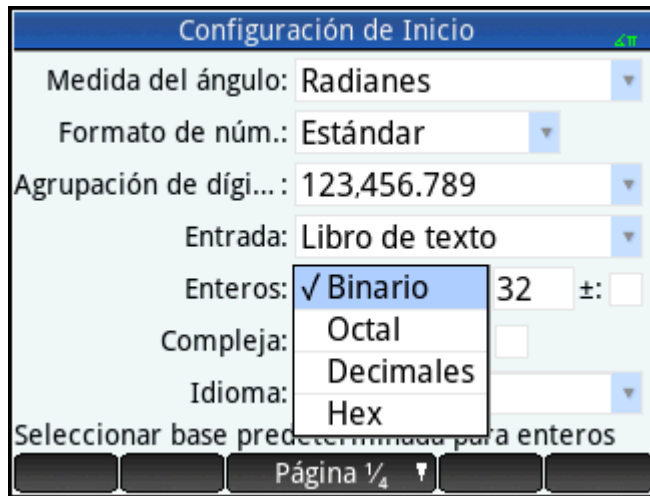 Configuración de Inicio
∡π
Medida del ángulo: Radianes
Formato de núm.: Estándar
Agrupación de dígi...: 123,456.789
Entrada: Libro de texto
Enteros: √ Binario 32 ±:
Octal
Compleja:
Decimales
Idioma:
Hex
Seleccionar base predeterminada para enteros
Página ¼